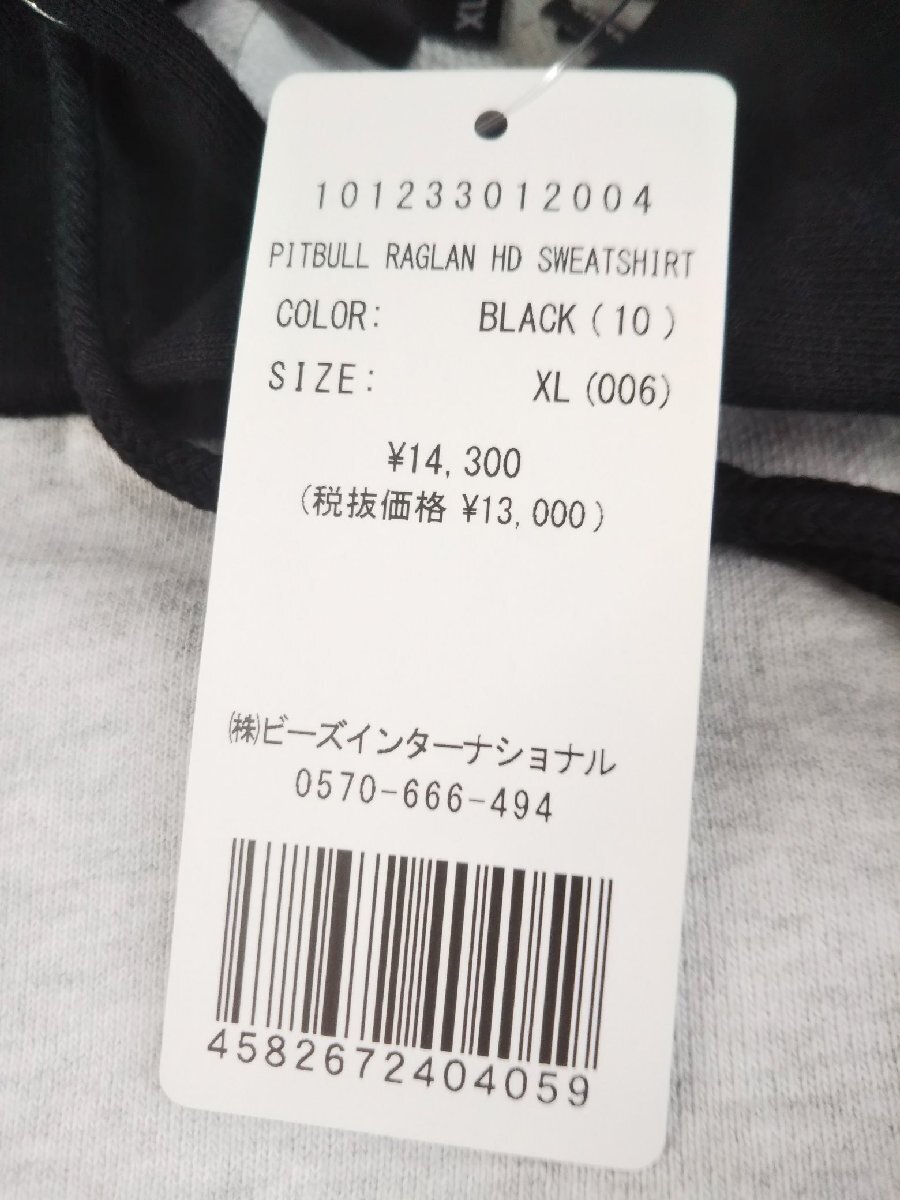 XL
101233012004
PITBULL RAGLAN HD SWEATSHIRT
COLOR: BLACK(10)
SIZE: XL(006)
¥14,300
(税抜価格 ¥13,000)
㈱ビーズインターナショナル
0570-666-494
4582672404059